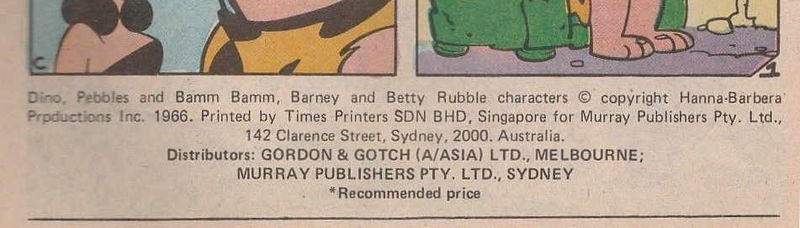 C
1
Dino, Pebbles and Bamm Bamm, Barney and Betty Rubble characters © copyright Hanna-Barbera
Productions Inc. 1966. Printed by Times Printers SDN BHD, Singapore for Murray Publishers Pty. Ltd.,
142 Clarence Street, Sydney, 2000. Australia.
Distributors: GORDON & GOTCH (A/ASIA) LTD., MELBOURNE;
MURRAY PUBLISHERS PTY. LTD., SYDNEY
*Recommended price